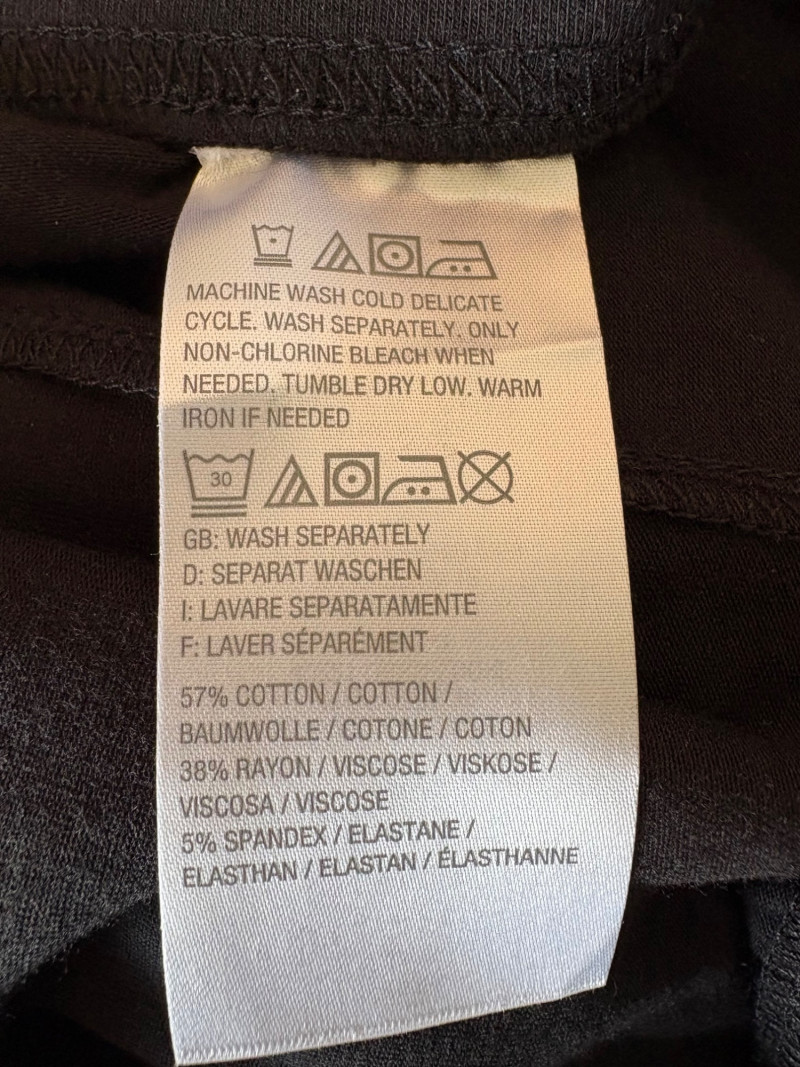 MACHINE WASH COLD DELICATE
CYCLE. WASH SEPARATELY. ONLY
NON-CHLORINE BLEACH WHEN
NEEDED. TUMBLE DRY LOW. WARM
IRON IF NEEDED
30
GB: WASH SEPARATELY
D: SEPARAT WASCHEN
I: LAVARE SEPARATAMENTE
F: LAVER SÉPARÉMENT
57% COTTON / COTTON /
BAUMWOLLE / COTONE / COTON
38% RAYON / VISCOSE / VISKOSE /
VISCOSA / VISCOSE
5% SPANDEX / ELASTANE /
ELASTHAN / ELASTAN / ÉLASTHANNE